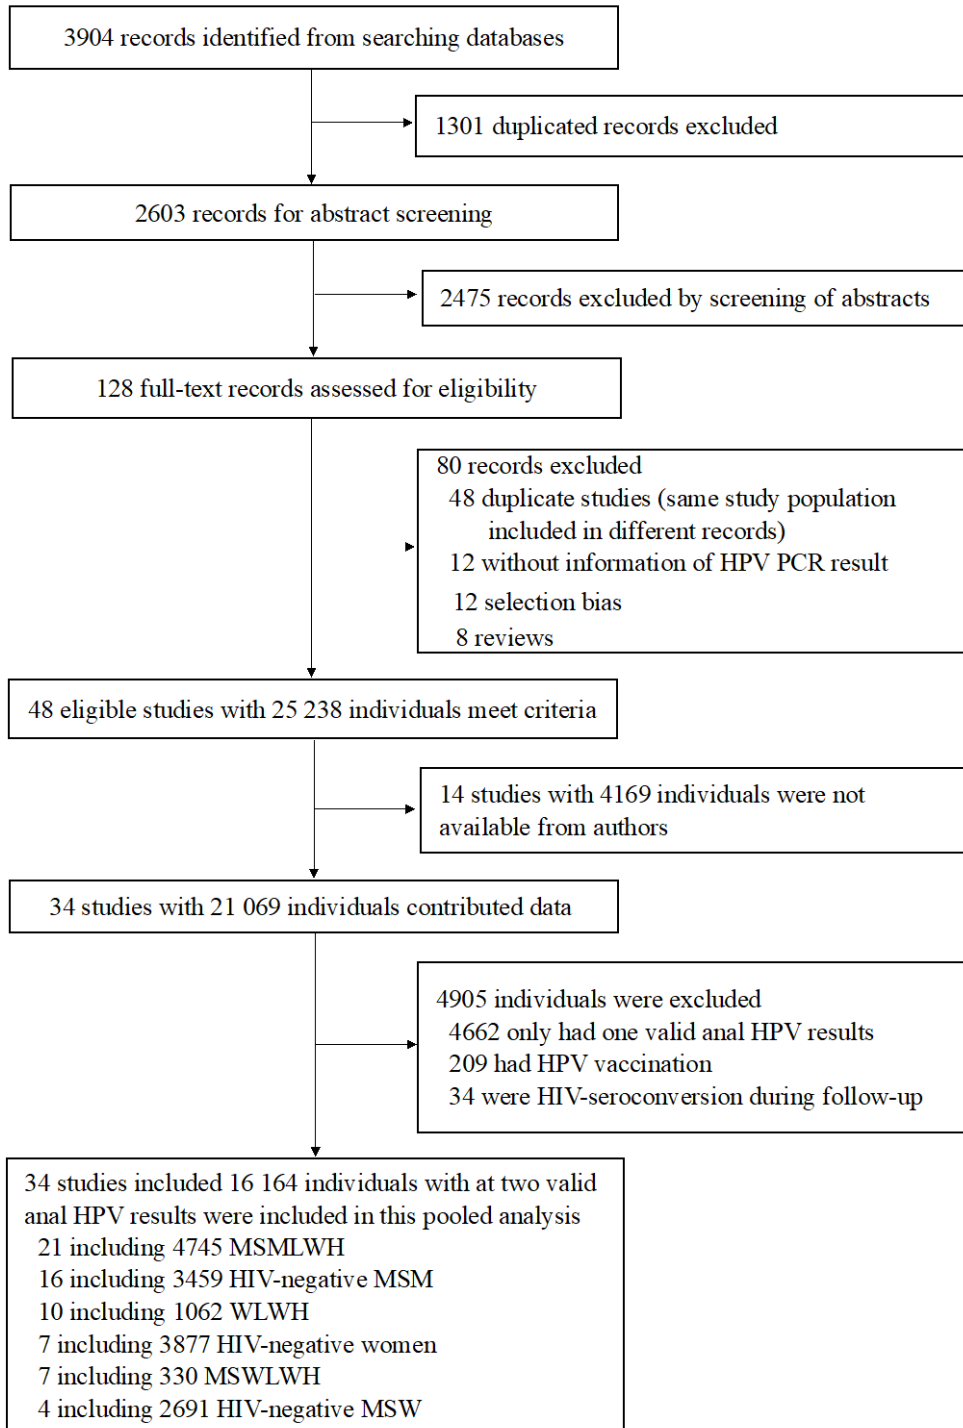 3904 records identified from searching databases
1301 duplicated records excluded
2603 records for abstract screening
2475 records excluded by screening of abstracts
128 full-text records assessed for eligibility
80 records excluded
48 duplicate studies (same study population
included in different records)
12 without information of HPV PCR result
12 selection bias
8 reviews
48 eligible studies with 25 238 individuals meet criteria
14 studies with 4169 individuals were not
available from authors
34 studies with 21 069 individuals contributed data
4905 individuals were excluded
4662 only had one valid anal HPV results
209 had HPV vaccination
34 were HIV-seroconversion during follow-up
34 studies included 16 164 individuals with at two valid
anal HPV results were included in this pooled analysis
21 including 4745 MSMLWH
16 including 3459 HIV-negative MSM
10 including 1062 WLWH
7 including 3877 HIV-negative women
7 including 330 MSWLWH
4 including 2691 HIV-negative MSW